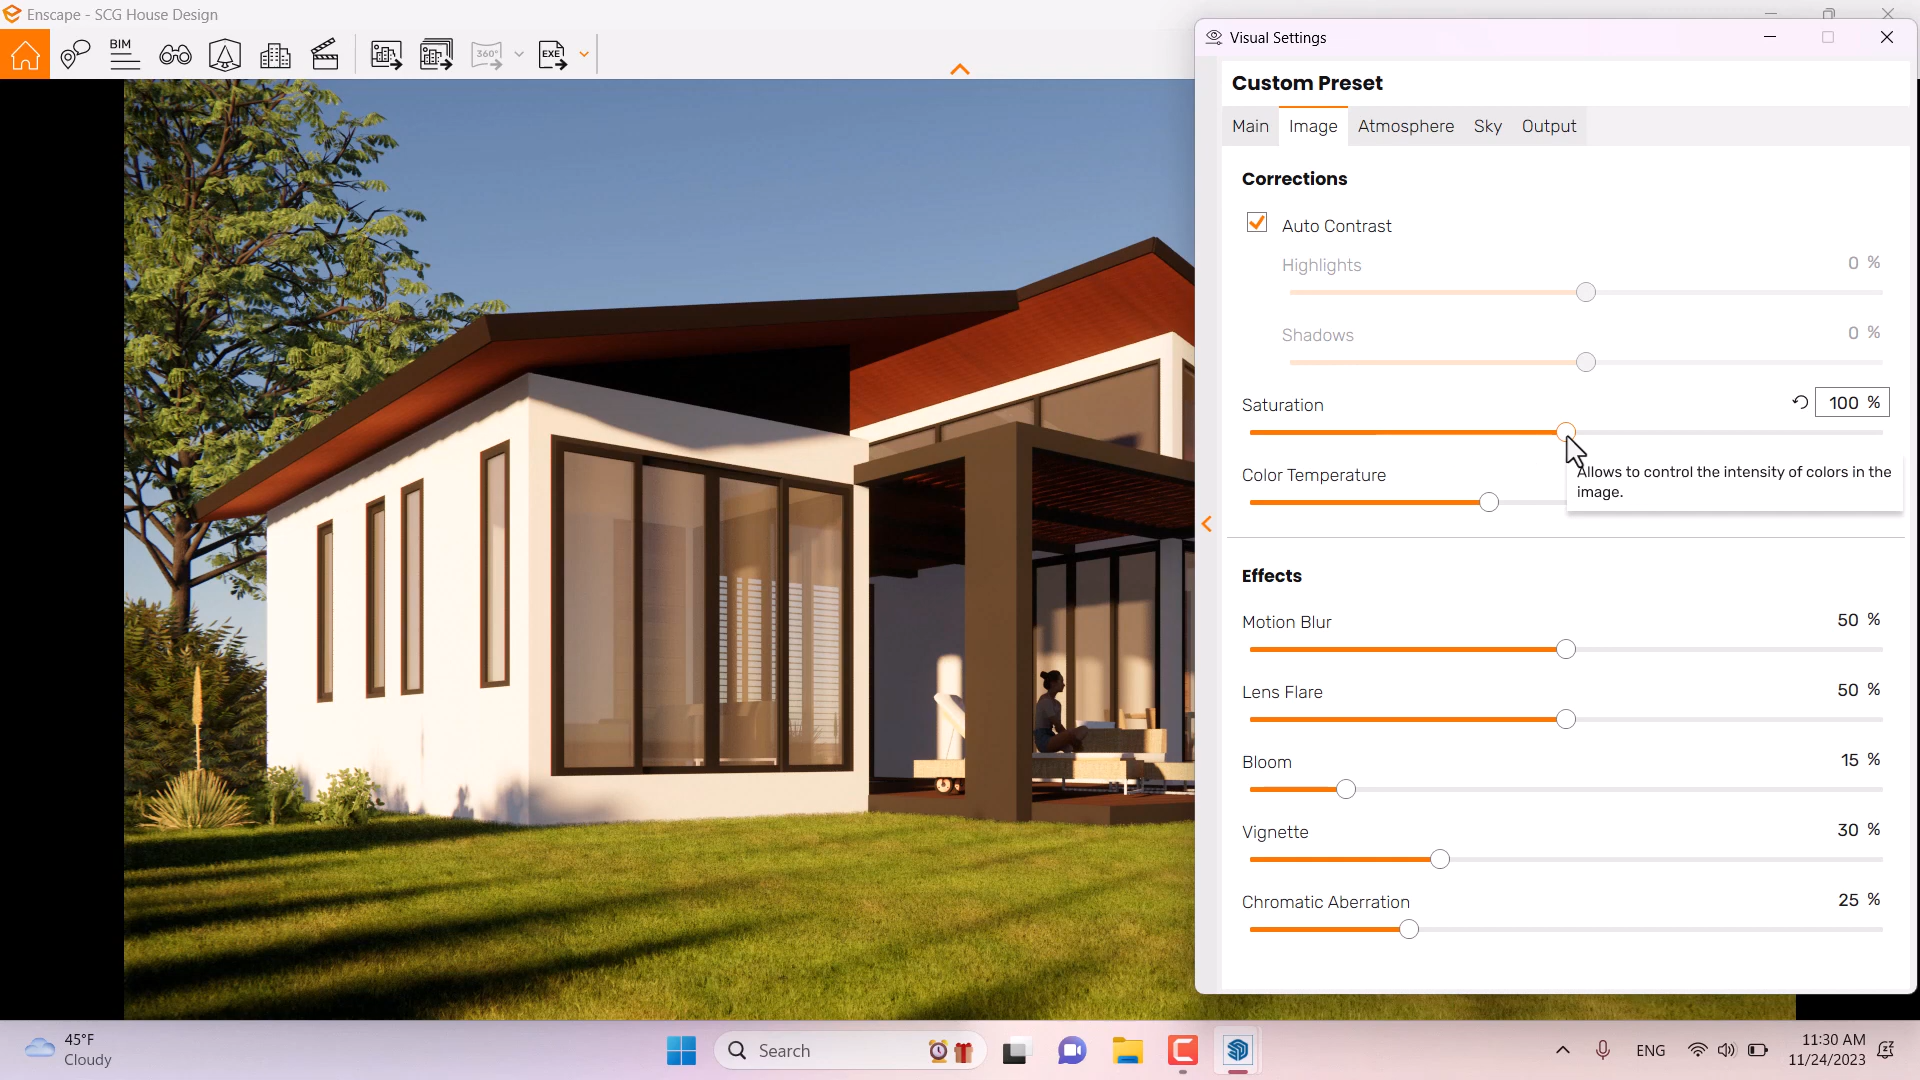 Enscape - SCG House Design
BIM
360°
EXE
Visual Settings
Custom Preset
Main
Image
Atmosphere
Sky
Output
Corrections
Auto Contrast
Highlights
0 %
Shadows
0 %
Saturation
100 %
Color Temperature
Allows to control the intensity of colors in the
image.
Effects
Motion Blur
50 %
Lens Flare
50 %
Bloom
15 %
Vignette
30 %
Chromatic Aberration
25 %
45°F
Cloudy
Search
ENG
11:30 AM
11/24/2023